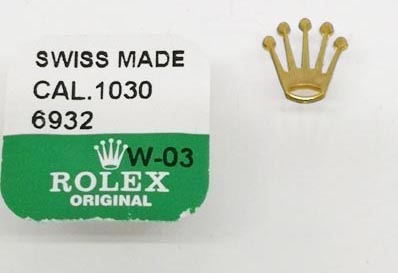 SWISS MADE
CAL.1030
6932
W-03
ROLEX
ORIGINAL